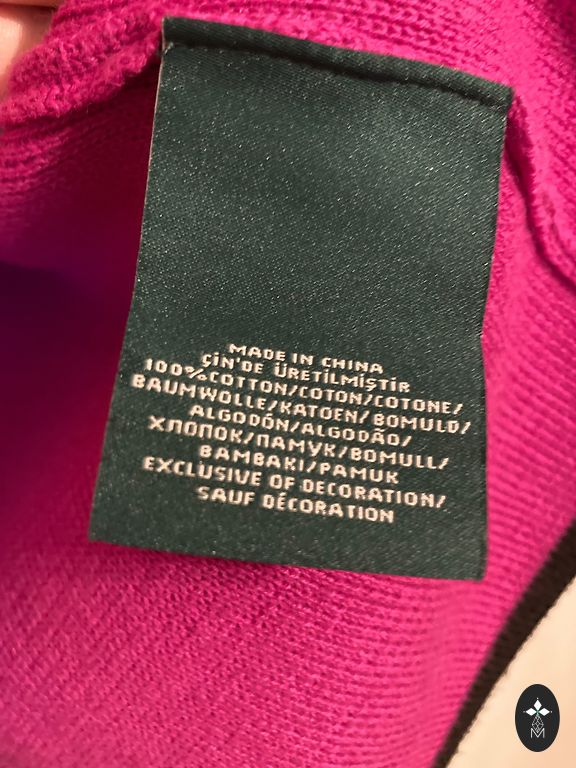 MADE IN CHINA
ÇİN'DE ÜRETİLMİŞTİR
100%COTTON/COTON/COTONE/
BAUMWOLLE/KATOEN/BOMULD/
ALGODÓN/ALGODÃO/
ХЛОПОК/ПАМУК/BOMULL/
BAMBAKI/PAMUK
EXCLUSIVE OF DECORATION/
SAUF DÉCORATION
M